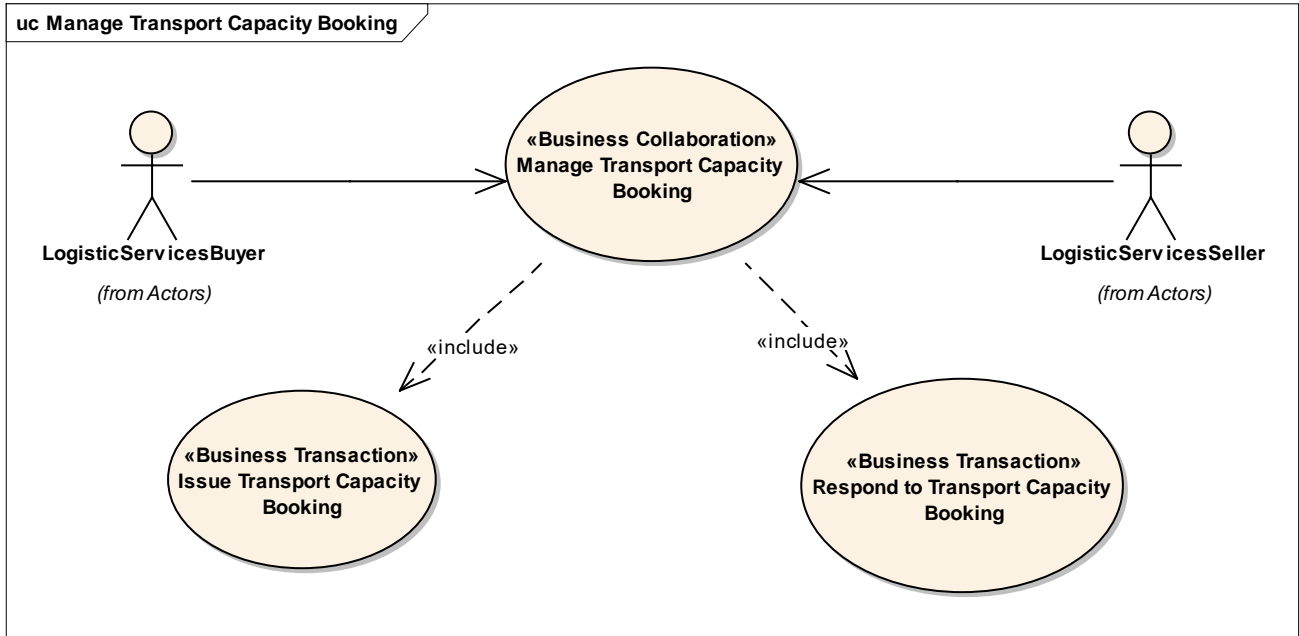 uc Manage Transport Capacity Booking
«Business Collaboration»
Manage Transport Capacity
Booking
LogisticServicesBuyer
(from Actors)
LogisticServicesSeller
(from Actors)
«include»
«include»
«Business Transaction»
Issue Transport Capacity
Booking
«Business Transaction»
Respond to Transport Capacity
Booking